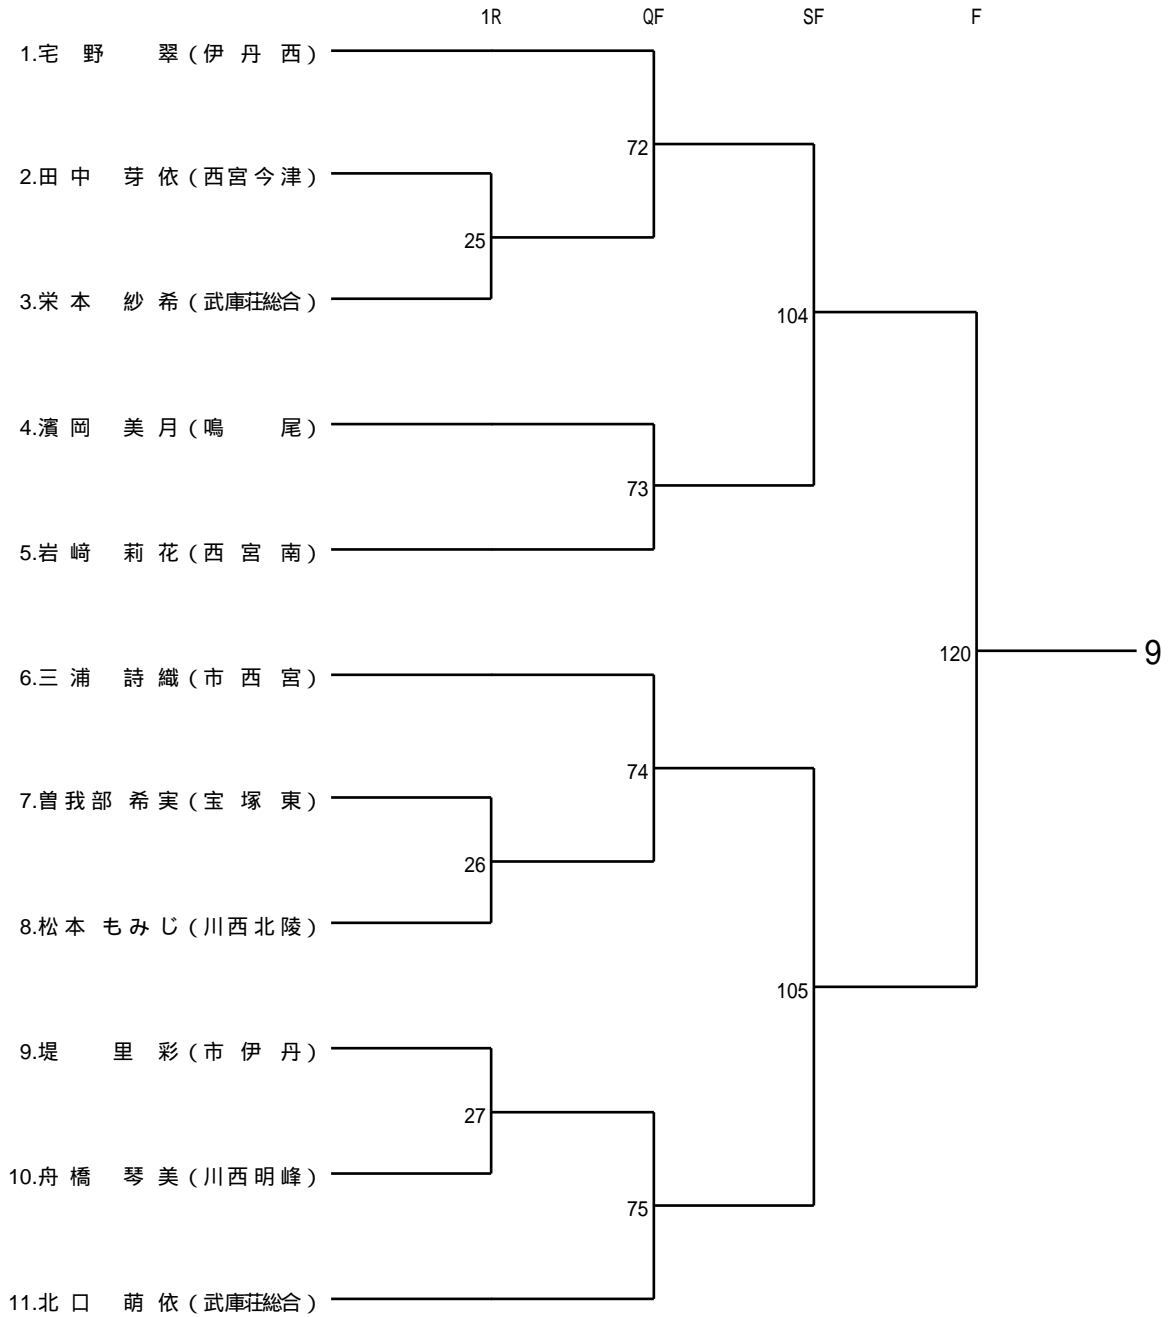 1R QF SF F
1.宅野 翠(伊丹西)
72
2.田中 芽依(西宮今津)
25
3.栄本 紗希(武庫荘総合)
104
4.濱岡 美月(鳴尾)
73
5.岩﨑 莉花(西宮南)
120 9
6.三浦 詩織(市西宮)
74
7.曽我部 希実(宝塚東)
26
8.松本 もみじ(川西北陵)
105
9.堤 里彩(市伊丹)
27
10.舟橋 琴美(川西明峰)
75
11.北口 萌依(武庫荘総合)